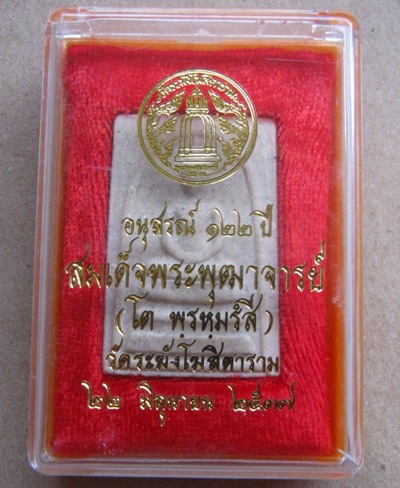 อนุสรณ์ ๑๒๒ ปี
สมเด็จพระพุฒาจารย์
(โต พรหฺมรํสี)
วัดระฆังโฆสิตาราม
๒๒ มิถุนายน ๒๕๓๗